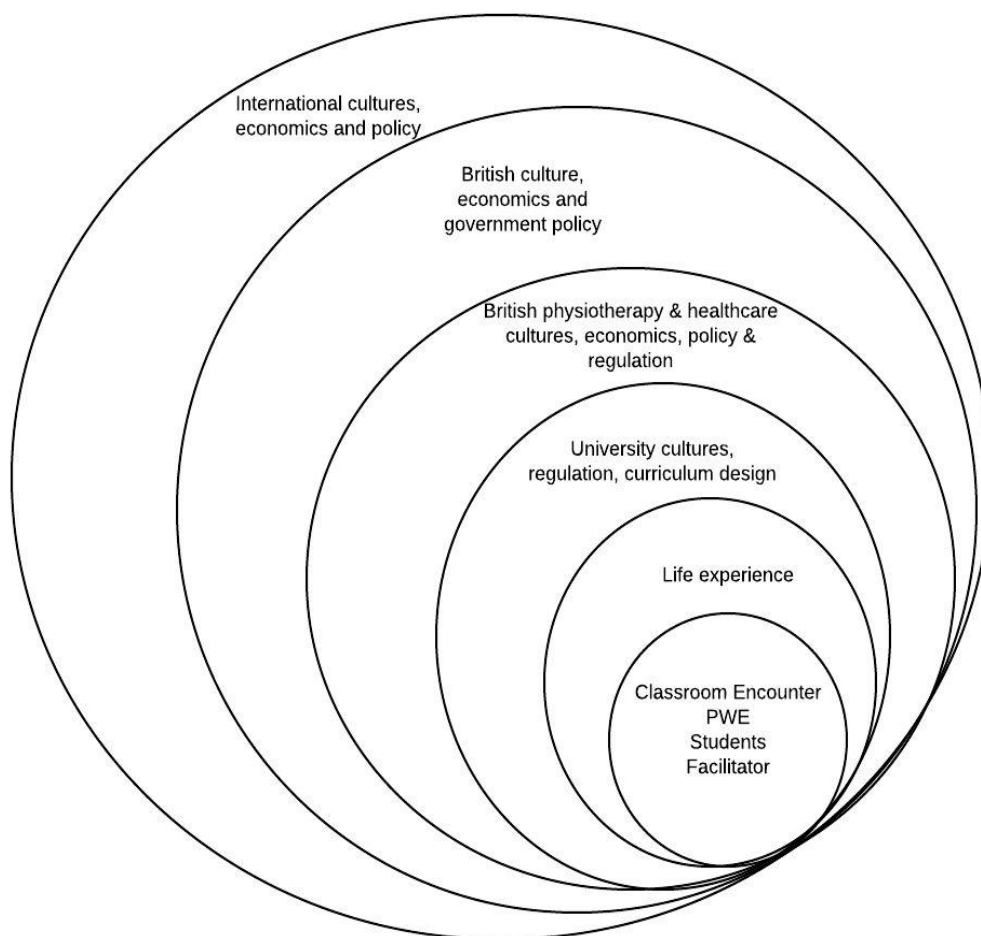 International cultures,
economics and policy
British culture,
economics and
government policy
British physiotherapy & healthcare
cultures, economics, policy &
regulation
University cultures,
regulation, curriculum design
Life experience
Classroom Encounter
PWE
Students
Facilitator